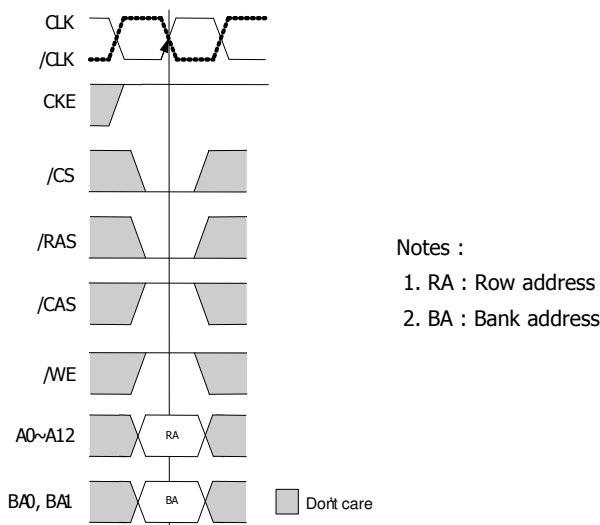 CLK
/CLK
CKE
/CS
/RAS
/CAS
/WE
A0~A12 RA
BA0, BA1 BA
Don't care
Notes :
1. RA : Row address
2. BA : Bank address